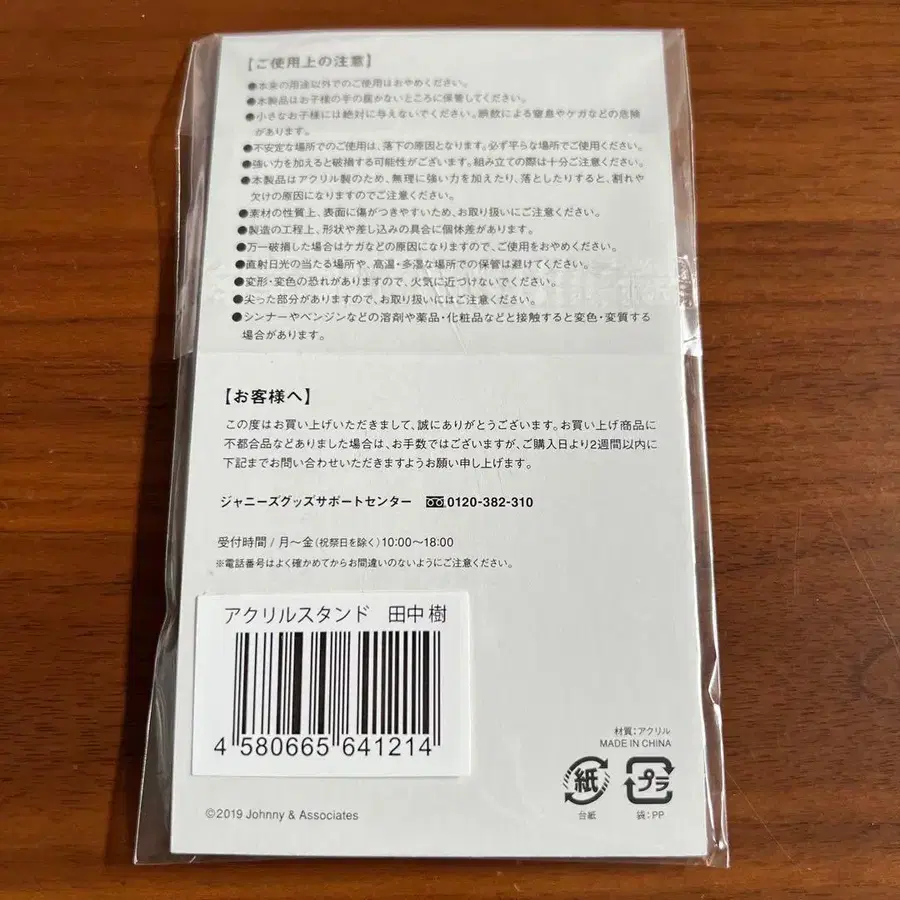 【ご使用上の注意】
●本来の用途以外でのご使用はおやめください。
●本製品はお子様の手の届かないところに保管してください。
●小さなお子様には絶対に与えないでください。誤飲による窒息やケガなどの危険
があります。
●不安定な場所でのご使用は、落下の原因となります。必ず平らな場所でご使用ください。
●強い力を加えると破損する可能性がございます。組み立ての際は十分ご注意ください。
●本製品はアクリル製のため、無理に強い力を加えたり、落としたりすると、割れや
欠けの原因になりますのでご注意ください。
●素材の性質上、表面に傷がつきやすいため、お取り扱いにご注意ください。
●製造の工程上、形状や差し込みの具合に個体差があります。
●万一破損した場合はケガなどの原因になりますので、ご使用をおやめください。
●直射日光の当たる場所や、高温・多湿な場所での保管は避けてください。
●変形・変色の恐れがありますので、火気に近づけないでください。
●尖った部分がありますので、お取り扱いにはご注意ください。
●シンナーやベンジンなどの溶剤や薬品・化粧品などと接触すると変色・変質する
場合があります。
【お客様へ】
この度はお買い上げいただきまして、誠にありがとうございます。お買い上げ商品に
不都合品などありました場合は、お手数ではございますが、ご購入日より2週間以内に
下記までお問い合わせいただきますようお願い申し上げます。
ジャニーズグッズサポートセンター 0120-382-310
受付時間 / 月〜金(祝祭日を除く)10:00〜18:00
※電話番号はよく確かめてからお間違いのないようにご注意ください。
アクリルスタンド 田中 樹
4 580665 641214
材質:アクリル
MADE IN CHINA
紙 プラ
台紙 袋:PP
©2019 Johnny & Associates